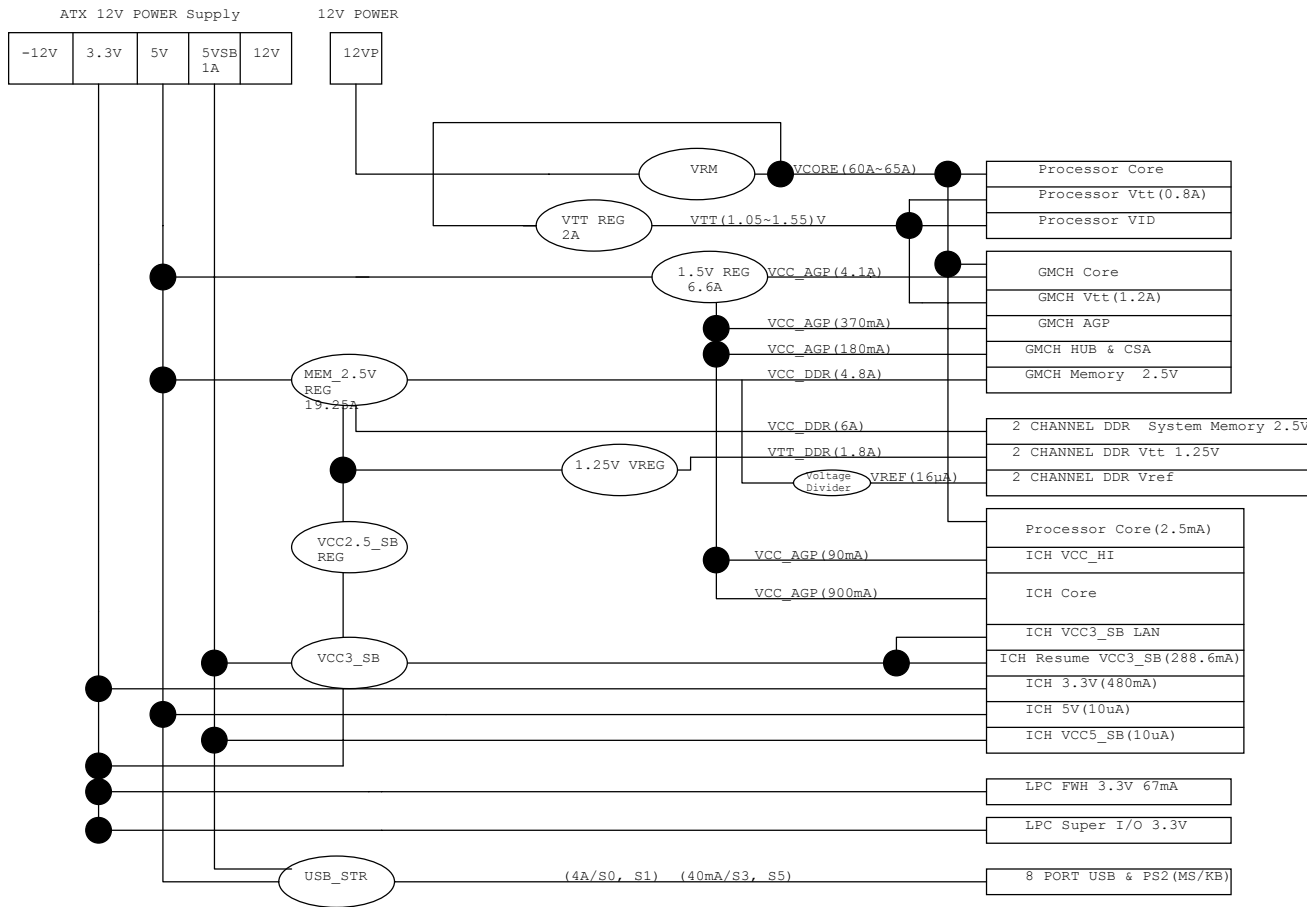 ATX 12V POWER Supply
12V POWER
-12V
3.3V
5V
5VSB
1A
12V
12VP
VRM
VCORE(60A~65A)
Processor Core
Processor Vtt(0.8A)
VTT REG
2A
VTT(1.05~1.55)V
Processor VID
1.5V REG
6.6A
VCC_AGP(4.1A)
GMCH Core
GMCH Vtt(1.2A)
VCC_AGP(370mA)
GMCH AGP
VCC_AGP(180mA)
GMCH HUB & CSA
MEM_2.5V
REG
19.25A
VCC_DDR(4.8A)
GMCH Memory 2.5V
VCC_DDR(6A)
2 CHANNEL DDR System Memory 2.5V
1.25V VREG
VTT_DDR(1.8A)
2 CHANNEL DDR Vtt 1.25V
Voltage
Divider
VREF(16uA)
2 CHANNEL DDR Vref
VCC2.5_SB
REG
Processor Core(2.5mA)
VCC_AGP(90mA)
ICH VCC_HI
VCC_AGP(900mA)
ICH Core
ICH VCC3_SB LAN
VCC3_SB
ICH Resume VCC3_SB(288.6mA)
ICH 3.3V(480mA)
ICH 5V(10uA)
ICH VCC5_SB(10uA)
LPC FWH 3.3V 67mA
LPC Super I/O 3.3V
USB_STR
(4A/S0, S1) (40mA/S3, S5)
8 PORT USB & PS2(MS/KB)